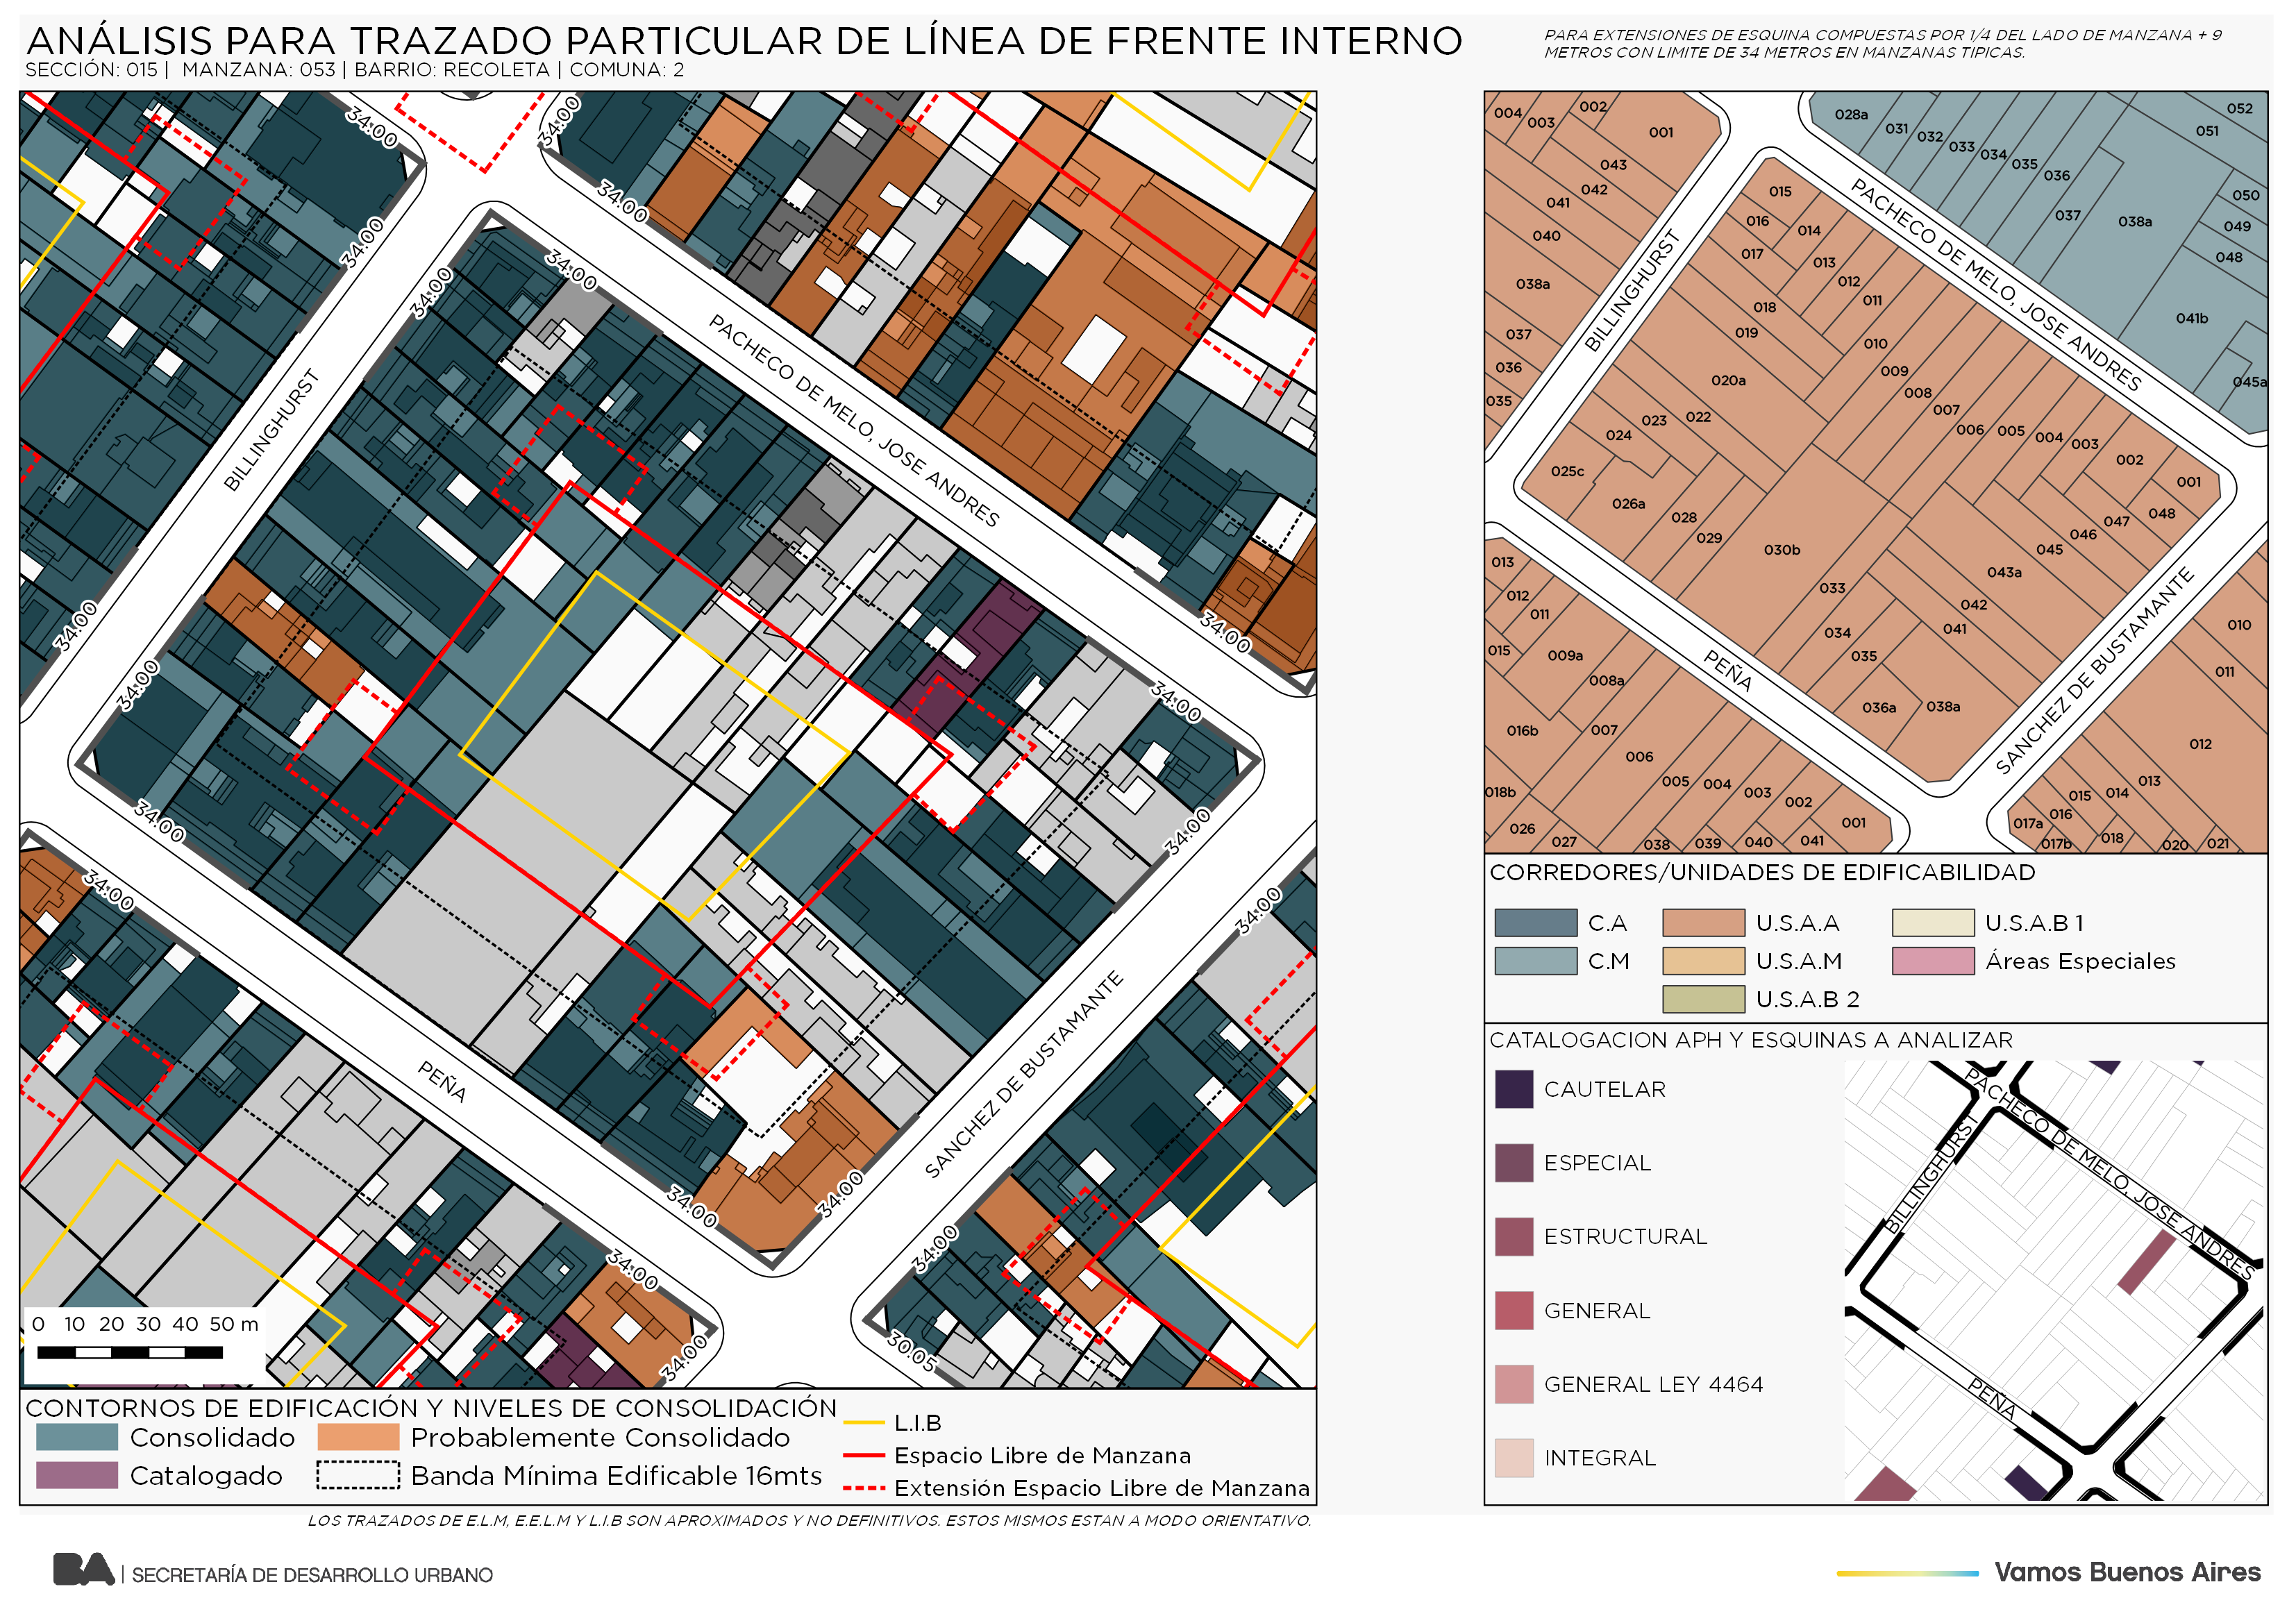 ANÁLISIS PARA TRAZADO PARTICULAR DE LÍNEA DE FRENTE INTERNO
SECCIÓN: 015 | MANZANA: 053 | BARRIO: RECOLETA | COMUNA: 2
PARA EXTENSIONES DE ESQUINA COMPUESTAS POR 1/4 DEL LADO DE MANZANA + 9
METROS CON LIMITE DE 34 METROS EN MANZANAS TIPICAS.
34:00
34:00
34:00
34:00
34:00
34:00
PACHECO DE MELO, JOSE ANDRES
BILLINGHURST
34:00
34:00
34:00
34:00
34:00
34:00
34:00
34:00
PEÑA
SANCHEZ DE BUSTAMANTE
34:00
34:00
34:00
34:00
34:00
30.05
0 10 20 30 40 50 m
CONTORNOS DE EDIFICACIÓN Y NIVELES DE CONSOLIDACIÓN
Consolidado
Probablemente Consolidado
Catalogado
Banda Mínima Edificable 16mts
L.I.B
Espacio Libre de Manzana
Extensión Espacio Libre de Manzana
LOS TRAZADOS DE E.L.M, E.E.L.M Y L.I.B SON APROXIMADOS Y NO DEFINITIVOS. ESTOS MISMOS ESTAN A MODO ORIENTATIVO.
004
003
002
001
043
042
041
040
038a
037
036
035
028a
031
032
033
034
035
036
037
038a
052
051
050
049
048
041b
045a
BILLINGHURST
PACHECO DE MELO, JOSE ANDRES
015
016
014
017
013
012
011
018
019
010
009
008
007
006
005
004
003
002
001
020a
022
023
024
025c
026a
028
029
030b
033
034
035
036a
038a
041
042
043a
045
046
047
048
PEÑA
SANCHEZ DE BUSTAMANTE
013
012
011
015
009a
008a
016b
007
006
005
004
003
002
001
018b
026
027
038
039
040
041
010
011
012
013
014
015
016
017a
017b
018
020
021
CORREDORES/UNIDADES DE EDIFICABILIDAD
C.A
U.S.A.A
U.S.A.B 1
C.M
U.S.A.M
Áreas Especiales
U.S.A.B 2
CATALOGACION APH Y ESQUINAS A ANALIZAR
CAUTELAR
ESPECIAL
ESTRUCTURAL
GENERAL
GENERAL LEY 4464
INTEGRAL
PACHECO DE MELO, JOSE ANDRES
BILLINGHURST
PEÑA
BA | SECRETARÍA DE DESARROLLO URBANO
Vamos Buenos Aires